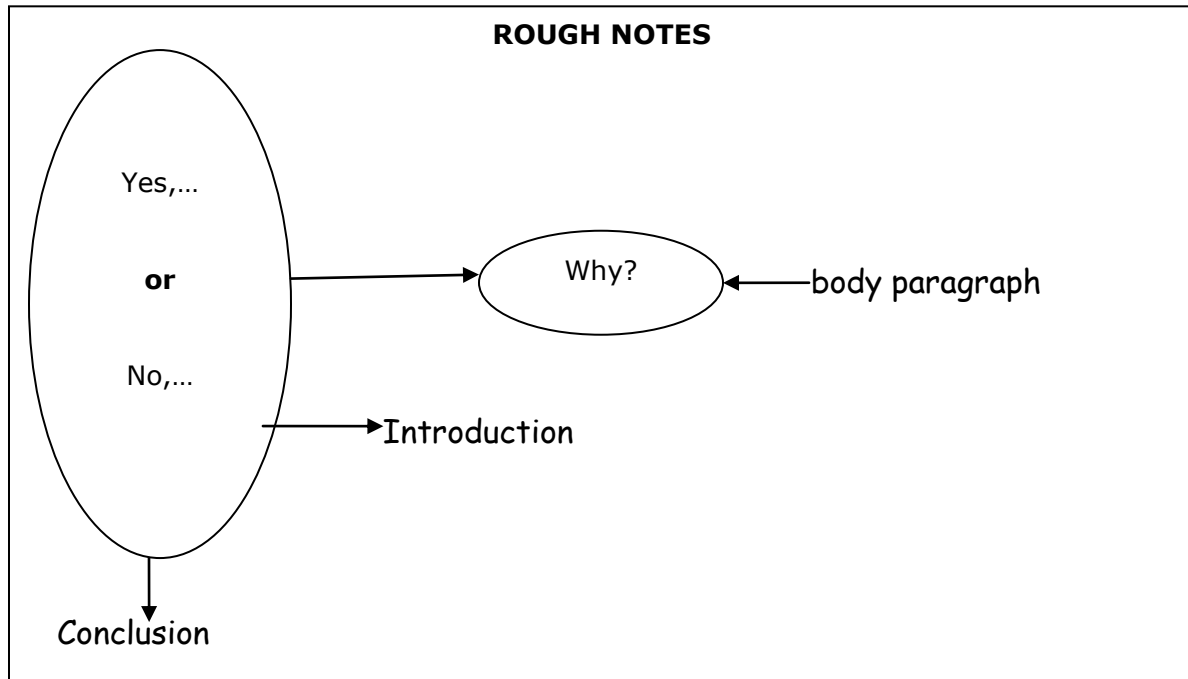 ROUGH NOTES
Yes,...
or
No,...
Why?
body paragraph
Introduction
Conclusion